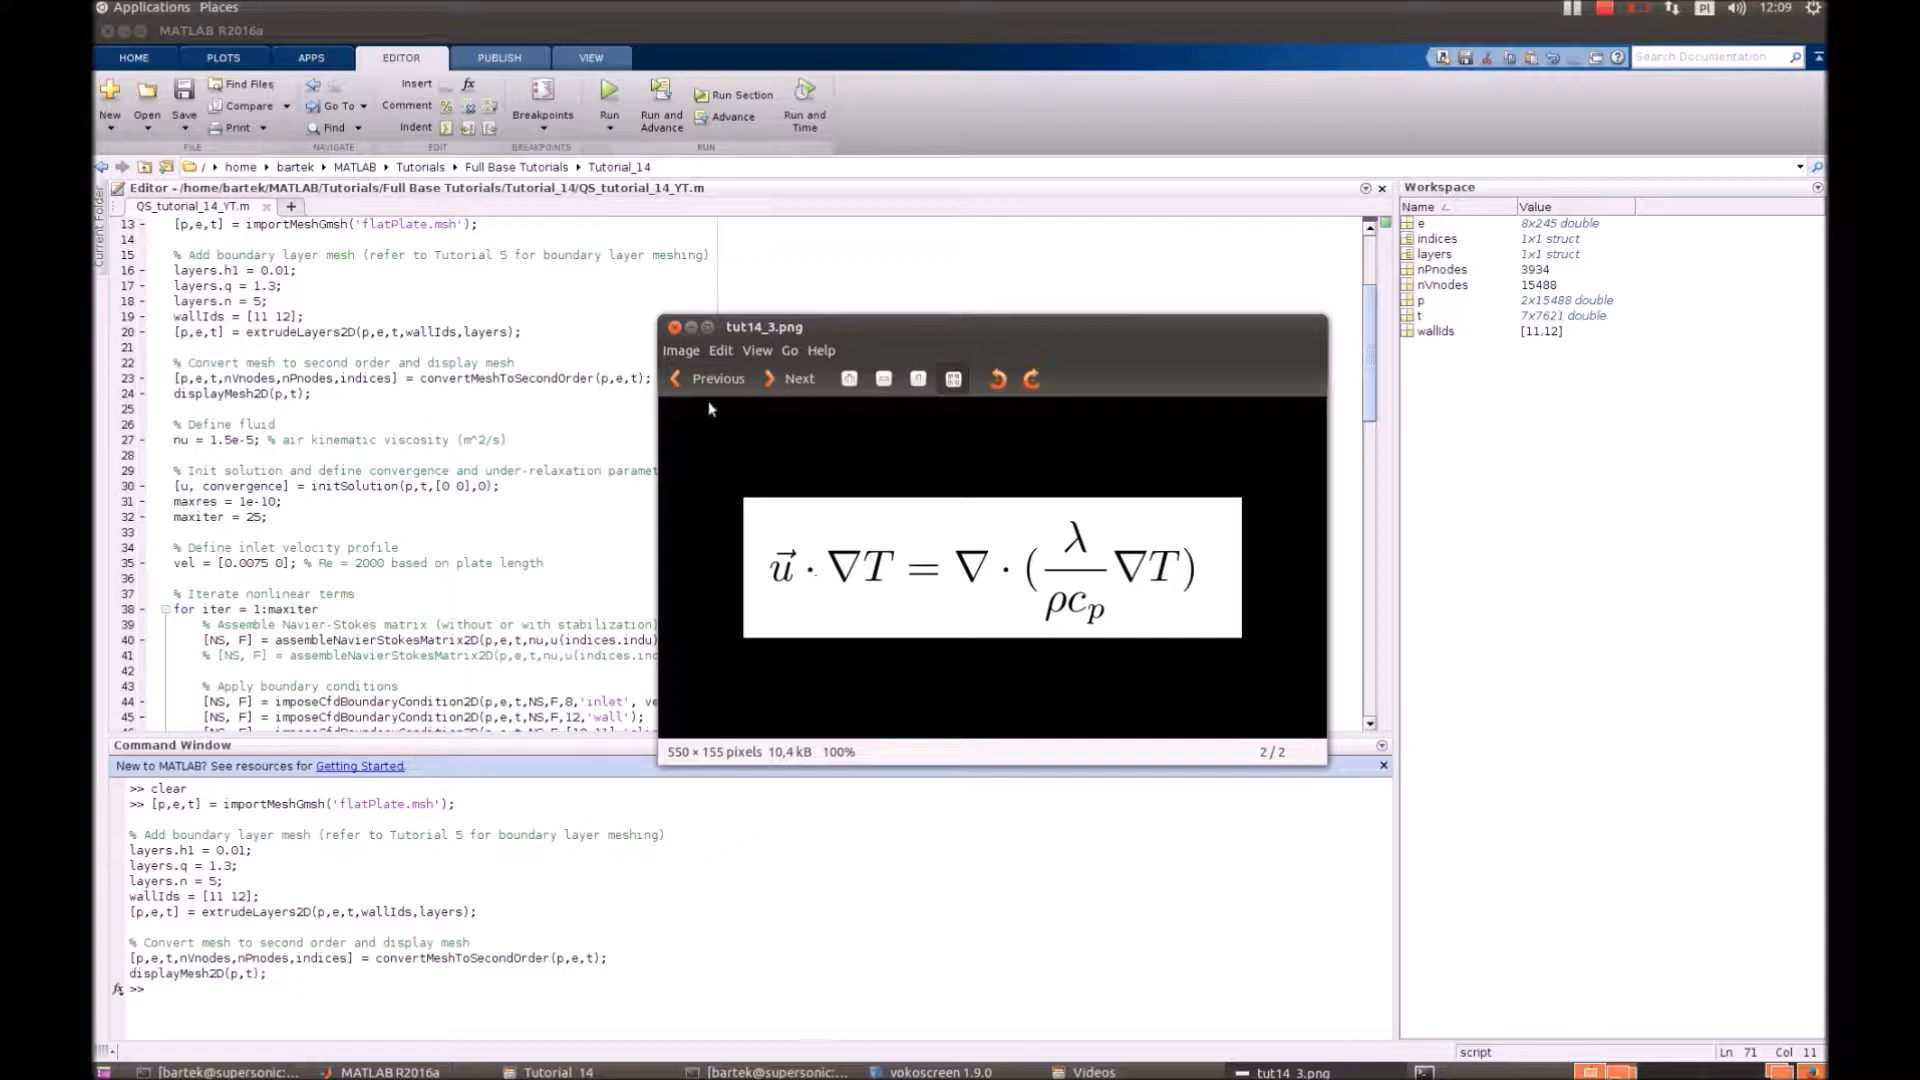 Applications Places
PI 12:09
MATLAB R2016a
HOME PLOTS APPS EDITOR PUBLISH VIEW
Search Documentation
New Open Save Find Files Compare Print
Go To Find
Insert fx
Comment
Indent
Breakpoints
Run Run and Advance Run Section Advance Run and Time
FILE NAVIGATE EDIT BREAKPOINTS RUN
/ home bartek MATLAB Tutorials Full Base Tutorials Tutorial_14
Current Folder
Editor - /home/bartek/MATLAB/Tutorials/Full Base Tutorials/Tutorial_14/QS_tutorial_14_YT.m
QS_tutorial_14_YT.m
13 - [p,e,t] = importMeshGmsh('flatPlate.msh');
14
15 % Add boundary layer mesh (refer to Tutorial 5 for boundary layer meshing)
16 - layers.h1 = 0.01;
17 - layers.q = 1.3;
18 - layers.n = 5;
19 - wallIds = [11 12];
20 - [p,e,t] = extrudeLayers2D(p,e,t,wallIds,layers);
21
22 % Convert mesh to second order and display mesh
23 - [p,e,t,nVnodes,nPnodes,indices] = convertMeshToSecondOrder(p,e,t);
24 - displayMesh2D(p,t);
25
26 % Define fluid
27 - nu = 1.5e-5; % air kinematic viscosity (m^2/s)
28
29 % Init solution and define convergence and under-relaxation paramet
30 - [u, convergence] = initSolution(p,t,[0 0],0);
31 - maxres = 1e-10;
32 - maxiter = 25;
33
34 % Define inlet velocity profile
35 - vel = [0.0075 0]; % Re = 2000 based on plate length
36
37 % Iterate nonlinear terms
38 - for iter = 1:maxiter
39 % Assemble Navier-Stokes matrix (without or with stabilization)
40 - [NS, F] = assembleNavierStokesMatrix2D(p,e,t,nu,u(indices.indu)
41 % [NS, F] = assembleNavierStokesMatrix2D(p,e,t,nu,u(indices.ind
42
43 % Apply boundary conditions
44 - [NS, F] = imposeCfdBoundaryCondition2D(p,e,t,NS,F,8,'inlet', ve
45 - [NS, F] = imposeCfdBoundaryCondition2D(p,e,t,NS,F,12,'wall');
tut14_3.png
Image Edit View Go Help
Previous Next
u⃗ · ∇T = ∇ · (λ/ρc_p ∇T)
550 × 155 pixels 10,4 kB 100% 2 / 2
Workspace
Name Value
e 8x245 double
indices 1x1 struct
layers 1x1 struct
nPnodes 3934
nVnodes 15488
p 2x15488 double
t 7x7621 double
wallIds [11,12]
Command Window
New to MATLAB? See resources for Getting Started.
>> clear
>> [p,e,t] = importMeshGmsh('flatPlate.msh');
% Add boundary layer mesh (refer to Tutorial 5 for boundary layer meshing)
layers.h1 = 0.01;
layers.q = 1.3;
layers.n = 5;
wallIds = [11 12];
[p,e,t] = extrudeLayers2D(p,e,t,wallIds,layers);
% Convert mesh to second order and display mesh
[p,e,t,nVnodes,nPnodes,indices] = convertMeshToSecondOrder(p,e,t);
displayMesh2D(p,t);
fx >>
script Ln 71 Col 11
[bartek@supersonic:... MATLAB R2016a Tutorial 14 [bartek@supersonic:... vokoscreen 1.9.0 Videos tut14_3.png